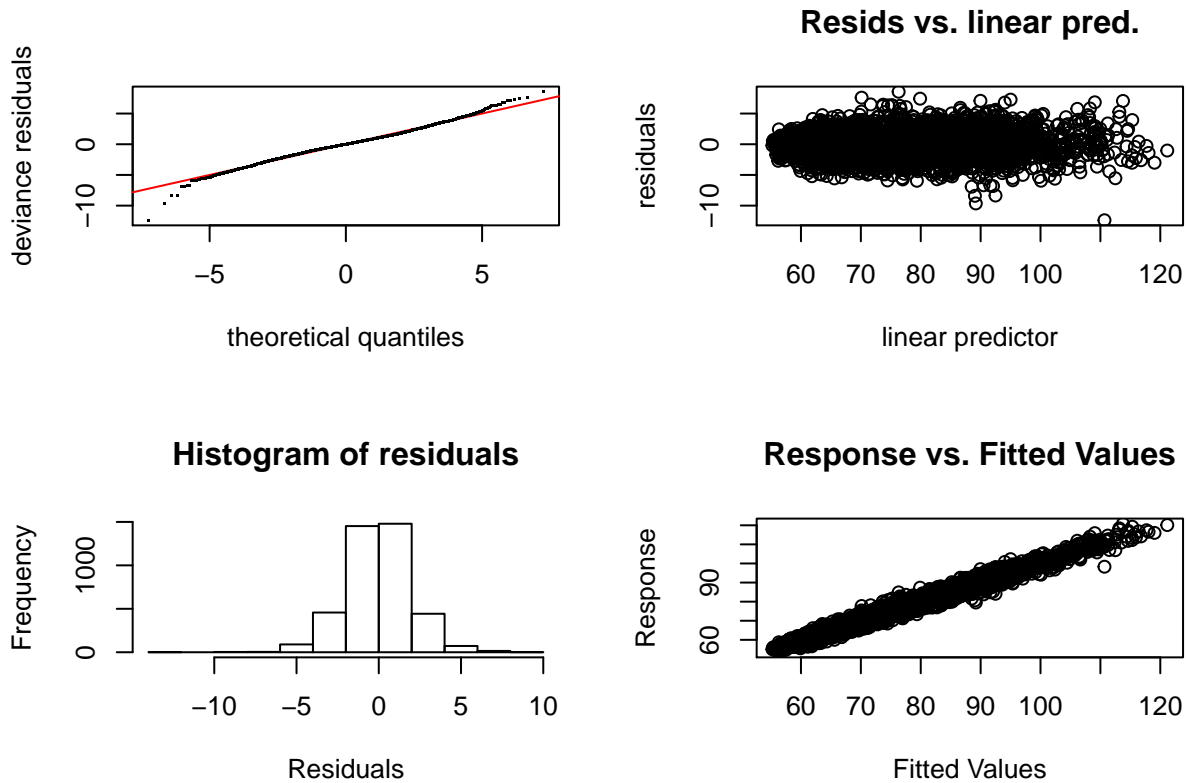 deviance residuals
0
−10
−5
0
5
theoretical quantiles
Resids vs. linear pred.
residuals
0
−10
60 70 80 90 100 120
linear predictor
Histogram of residuals
Frequency
1000
0
−10 −5 0 5 10
Residuals
Response vs. Fitted Values
Response
90
60
60 70 80 90 100 120
Fitted Values